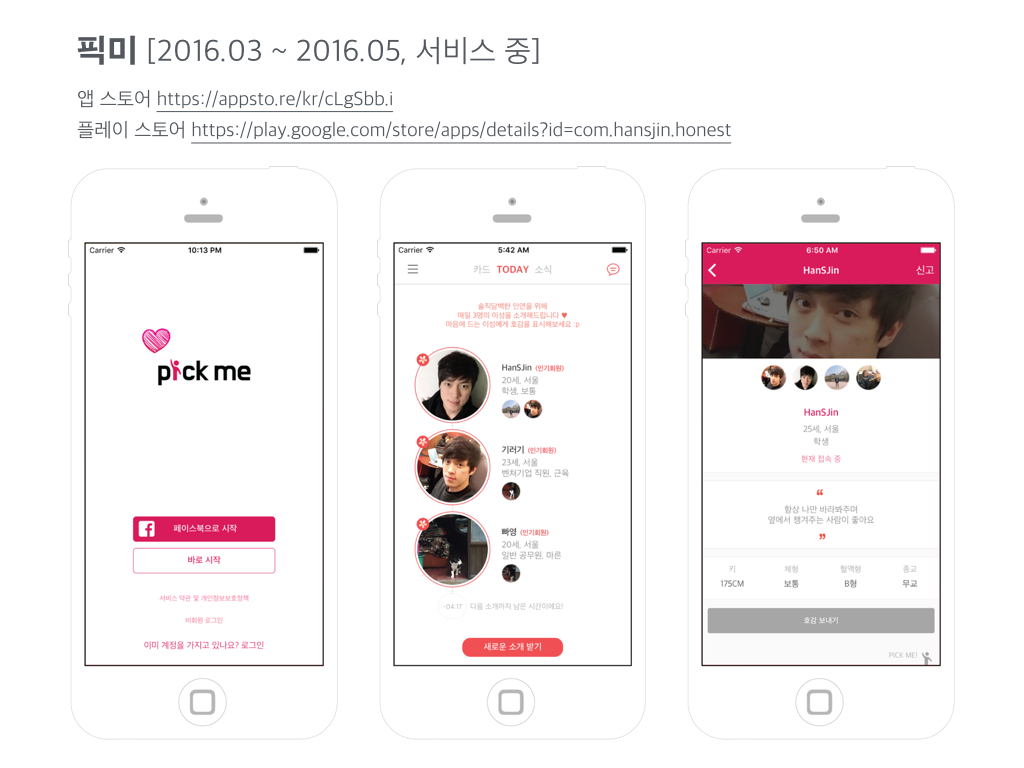 픽미 [2016.03 ~ 2016.05, 서비스 중]
앱 스토어 https://appsto.re/kr/cLgSbb.i
플레이 스토어 https://play.google.com/store/apps/details?id=com.hansjin.honest
Carrier
10:13 PM
pick me
페이스북으로 시작
바로 시작
서비스 약관 및 개인정보보호정책
비회원 로그인
이미 계정을 가지고 있나요? 로그인
Carrier
5:42 AM
카드 TODAY 소식
솔직담백한 인연을 위해
매일 3명의 이성을 소개해드립니다 ♥
마음에 드는 이성에게 호감을 표시해보세요 :p
HanSJin (인기회원)
20세, 서울
학생, 보통
기러기 (인기회원)
23세, 서울
벤처기업 직원, 근육
빠영 (인기회원)
20세, 서울
일반 공무원, 마른
-04:17 다음 소개까지 남은 시간이에요!
새로운 소개 받기
Carrier
6:50 AM
HanSJin
신고
HanSJin
25세, 서울
학생
현재 접속 중
“
항상 나만 바라봐주며
옆에서 챙겨주는 사람이 좋아요
”
키 체형 혈액형 종교
175CM 보통 B형 무교
호감 보내기
PICK ME!